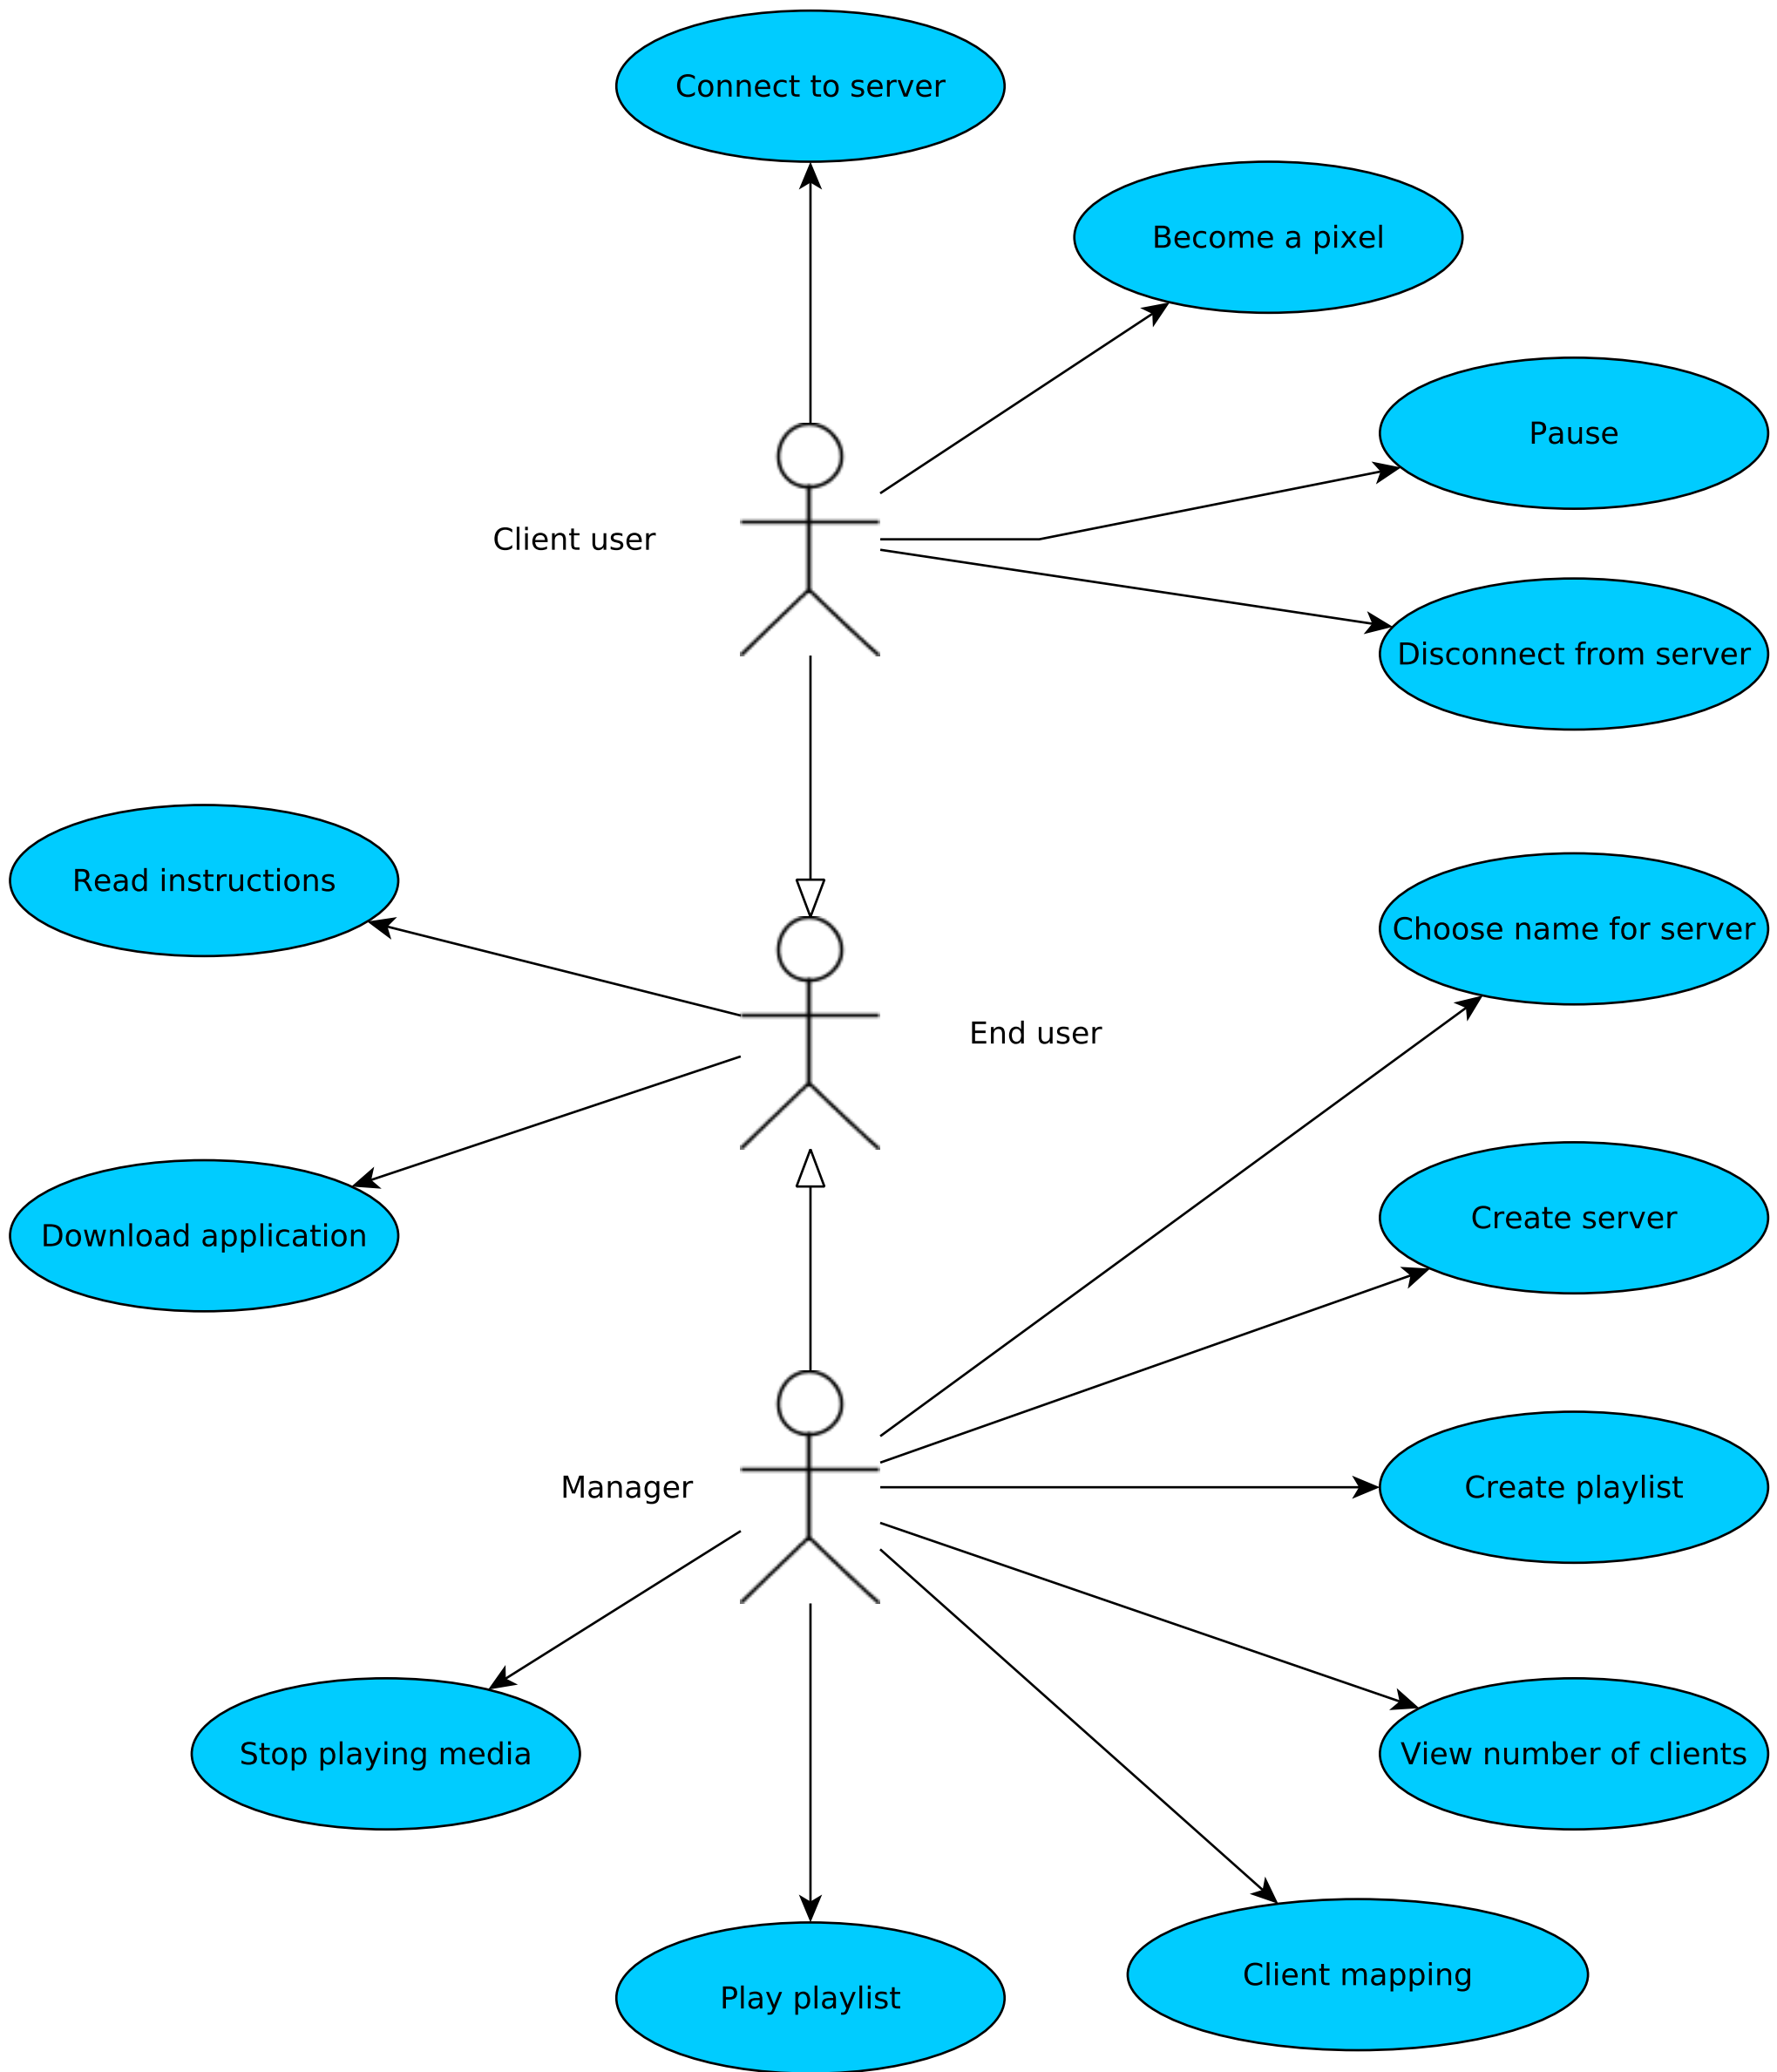 Connect to server
Become a pixel
Pause
Client user
Disconnect from server
Read instructions
Choose name for server
End user
Create server
Download application
Manager
Create playlist
Stop playing media
View number of clients
Client mapping
Play playlist